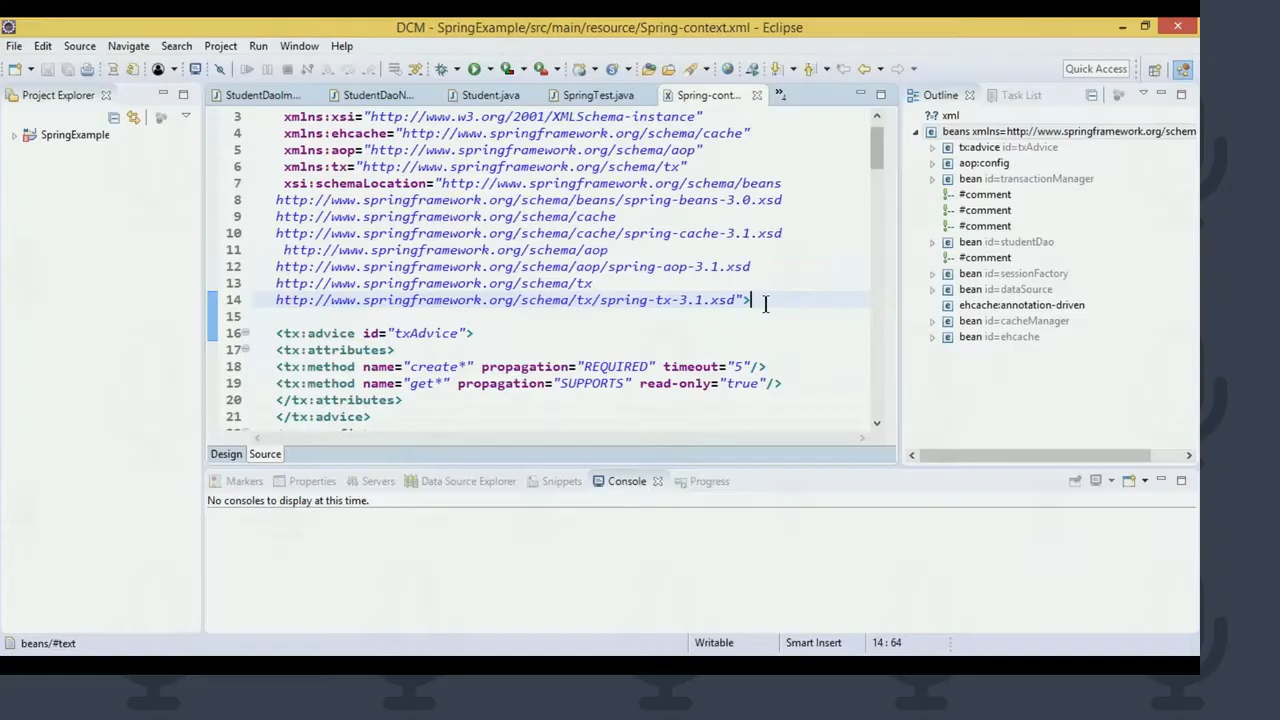 DCM - SpringExample/src/main/resource/Spring-context.xml - Eclipse
File Edit Source Navigate Search Project Run Window Help
Quick Access
Project Explorer
StudentDaoIm...
StudentDaoN...
Student.java
SpringTest.java
Spring-cont...
»1
Outline
Task List
SpringExample
3 xmlns:xsi="http://www.w3.org/2001/XMLSchema-instance"
4 xmlns:ehcache="http://www.springframework.org/schema/cache"
5 xmlns:aop="http://www.springframework.org/schema/aop"
6 xmlns:tx="http://www.springframework.org/schema/tx"
7 xsi:schemaLocation="http://www.springframework.org/schema/beans
8 http://www.springframework.org/schema/beans/spring-beans-3.0.xsd
9 http://www.springframework.org/schema/cache
10 http://www.springframework.org/schema/cache/spring-cache-3.1.xsd
11 http://www.springframework.org/schema/aop
12 http://www.springframework.org/schema/aop/spring-aop-3.1.xsd
13 http://www.springframework.org/schema/tx
14 http://www.springframework.org/schema/tx/spring-tx-3.1.xsd">
15
16 <tx:advice id="txAdvice">
17 <tx:attributes>
18 <tx:method name="create*" propagation="REQUIRED" timeout="5"/>
19 <tx:method name="get*" propagation="SUPPORTS" read-only="true"/>
20 </tx:attributes>
21 </tx:advice>
xml
beans xmlns=http://www.springframework.org/schem
tx:advice id=txAdvice
aop:config
bean id=transactionManager
#comment
#comment
#comment
bean id=studentDao
#comment
bean id=sessionFactory
bean id=dataSource
ehcache:annotation-driven
bean id=cacheManager
bean id=ehcache
Design Source
Markers
Properties
Servers
Data Source Explorer
Snippets
Console
Progress
No consoles to display at this time.
beans/#text
Writable
Smart Insert
14 : 64